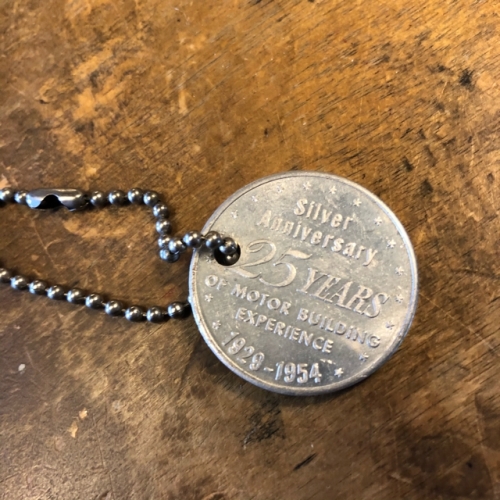 Silver
Anniversary
25 YEARS
OF MOTOR BUILDING
EXPERIENCE
1929-1954